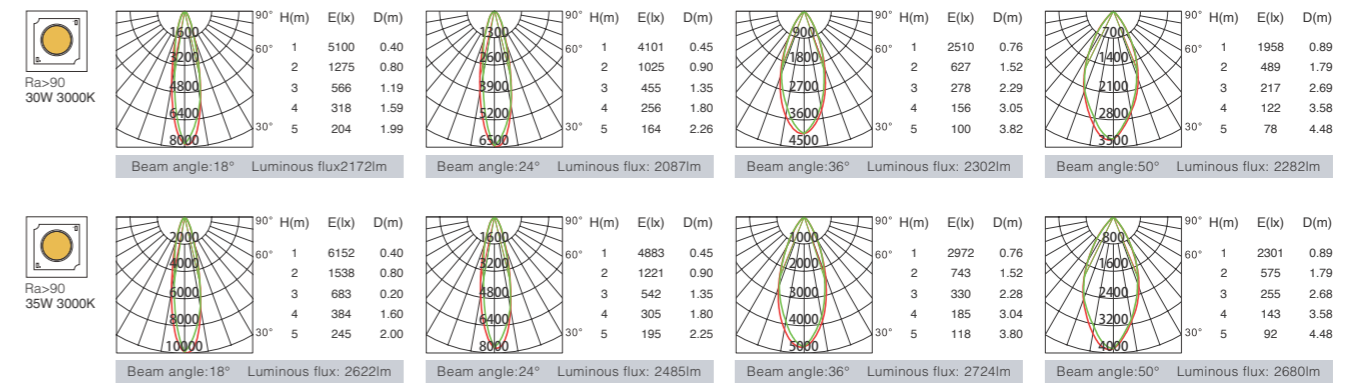 90° H(m) E(lx) D(m)
1600
60° 1 5100 0.40
3200
2 1275 0.80
4800
3 566 1.19
6400
4 318 1.59
30° 5 204 1.99
8000
Beam angle:18° Luminous flux2172lm
90° H(m) E(lx) D(m)
1300
60° 1 4101 0.45
2600
2 1025 0.90
3900
3 455 1.35
5200
4 256 1.80
30° 5 164 2.26
6500
Beam angle:24° Luminous flux: 2087lm
90° H(m) E(lx) D(m)
900
60° 1 2510 0.76
1800
2 627 1.52
2700
3 278 2.29
3600
4 156 3.05
30° 5 100 3.82
4500
Beam angle:36° Luminous flux: 2302lm
90° H(m) E(lx) D(m)
700
60° 1 1958 0.89
1400
2 489 1.79
2100
3 217 2.69
2800
4 122 3.58
30° 5 78 4.48
3500
Beam angle:50° Luminous flux: 2282lm
Ra>90
30W 3000K
90° H(m) E(lx) D(m)
2000
60° 1 6152 0.40
4000
2 1538 0.80
6000
3 683 0.20
8000
4 384 1.60
30° 5 245 2.00
10000
Beam angle:18° Luminous flux: 2622lm
90° H(m) E(lx) D(m)
1600
60° 1 4883 0.45
3200
2 1221 0.90
4800
3 542 1.35
6400
4 305 1.80
30° 5 195 2.25
8000
Beam angle:24° Luminous flux: 2485lm
90° H(m) E(lx) D(m)
1000
60° 1 2972 0.76
2000
2 743 1.52
3000
3 330 2.28
4000
4 185 3.04
30° 5 118 3.80
5000
Beam angle:36° Luminous flux: 2724lm
90° H(m) E(lx) D(m)
800
60° 1 2301 0.89
1600
2 575 1.79
2400
3 255 2.68
3200
4 143 3.58
30° 5 92 4.48
4000
Beam angle:50° Luminous flux: 2680lm
Ra>90
35W 3000K